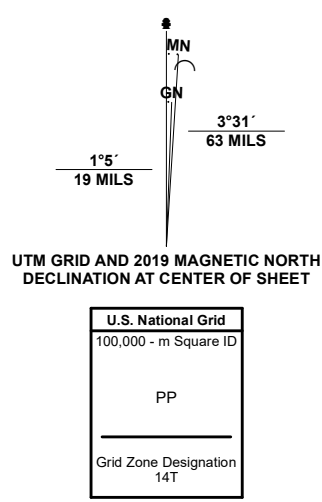 MN
GN
3°31´
63 MILS
1°5´
19 MILS
UTM GRID AND 2019 MAGNETIC NORTH
DECLINATION AT CENTER OF SHEET
U.S. National Grid
100,000 - m Square ID
PP
Grid Zone Designation
14T